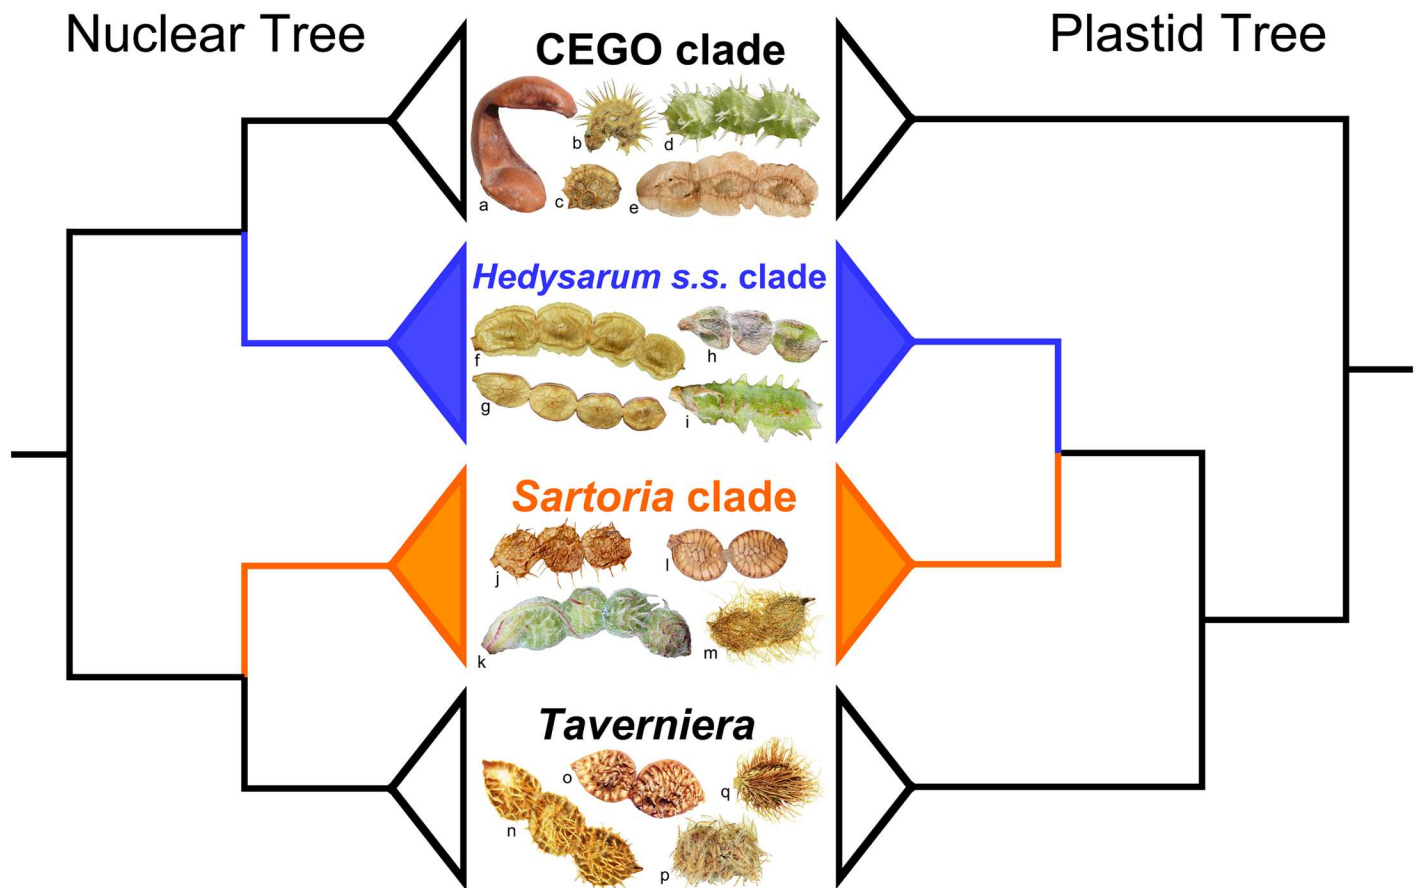 Nuclear Tree
Plastid Tree
CEGO clade
a
b
c
d
e
Hedysarum s.s. clade
f
g
h
i
Sartoria clade
j
k
l
m
Taverniera
n
o
p
q